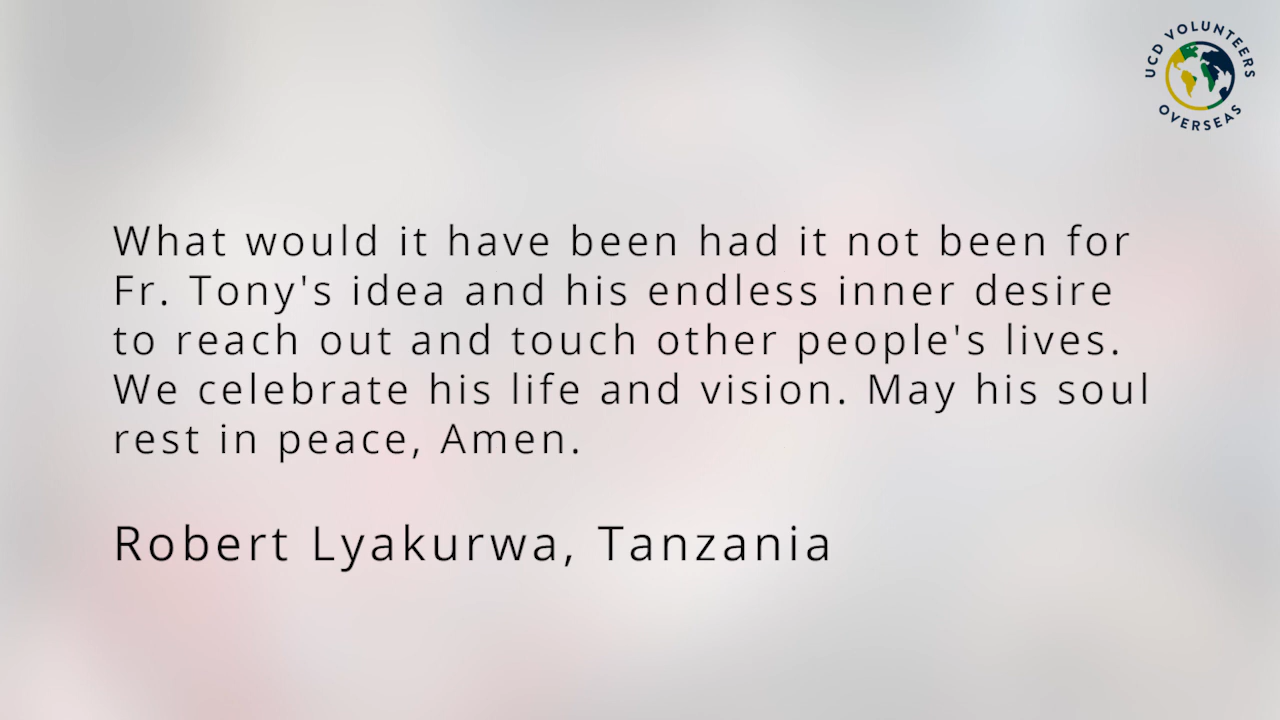 UCD VOLUNTEERS
OVERSEAS
What would it have been had it not been for
Fr. Tony's idea and his endless inner desire
to reach out and touch other people's lives.
We celebrate his life and vision. May his soul
rest in peace, Amen.
Robert Lyakurwa, Tanzania